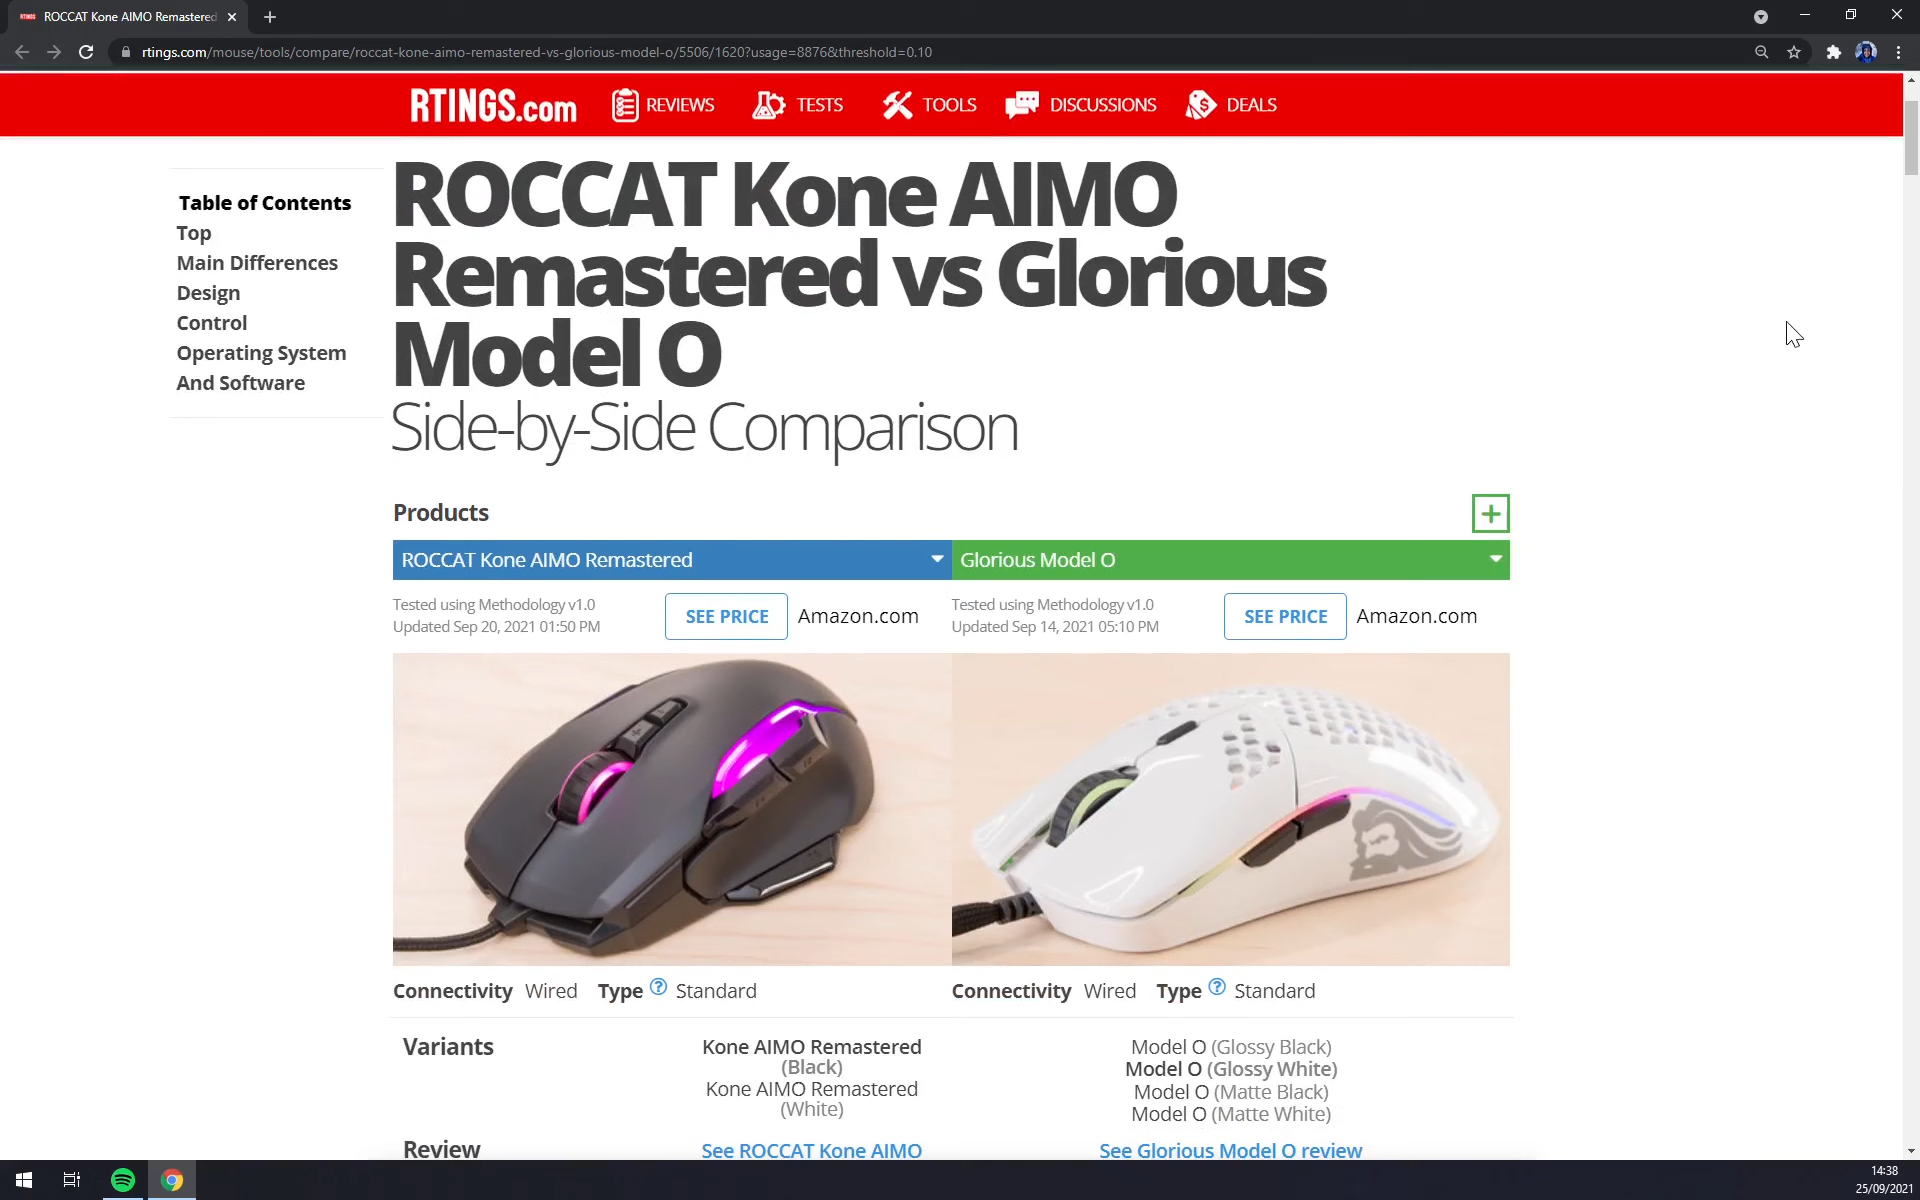 RTINGS ROCCAT Kone AIMO Remastered
rtings.com/mouse/tools/compare/roccat-kone-aimo-remastered-vs-glorious-model-o/5506/1620?usage=8876&threshold=0.10
RTINGS.com REVIEWS TESTS TOOLS DISCUSSIONS DEALS
Table of Contents
Top
Main Differences
Design
Control
Operating System
And Software
ROCCAT Kone AIMO
Remastered vs Glorious
Model O
Side-by-Side Comparison
Products
ROCCAT Kone AIMO Remastered
Glorious Model O
Tested using Methodology v1.0
Updated Sep 20, 2021 01:50 PM
SEE PRICE Amazon.com
Tested using Methodology v1.0
Updated Sep 14, 2021 05:10 PM
SEE PRICE Amazon.com
Connectivity Wired Type ? Standard
Connectivity Wired Type ? Standard
Variants
Kone AIMO Remastered
(Black)
Kone AIMO Remastered
(White)
Model O (Glossy Black)
Model O (Glossy White)
Model O (Matte Black)
Model O (Matte White)
Review
See ROCCAT Kone AIMO
See Glorious Model O review
14:38
25/09/2021